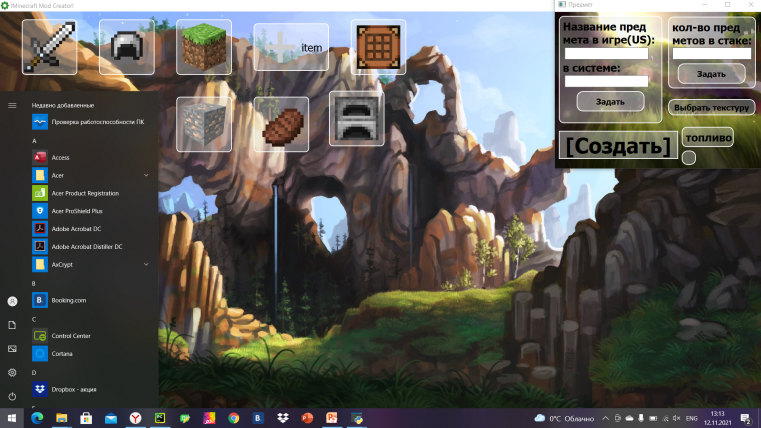 !Minecraft Mod Creator!
Предмет
item
Название пред
мета в игре(US):
в системе:
Задать
кол-во пред
метов в стаке:
Задать
Выбрать текстуру
[Создать]
топливо
Недавно добавленные
Проверка работоспособности ПК
A
Access
Acer
Acer Product Registration
Acer ProShield Plus
Adobe Acrobat DC
Adobe Acrobat Distiller DC
AxCrypt
B
Booking.com
C
Control Center
Cortana
D
Dropbox - акция
0°C Облачно
ENG
13:13
12.11.2021